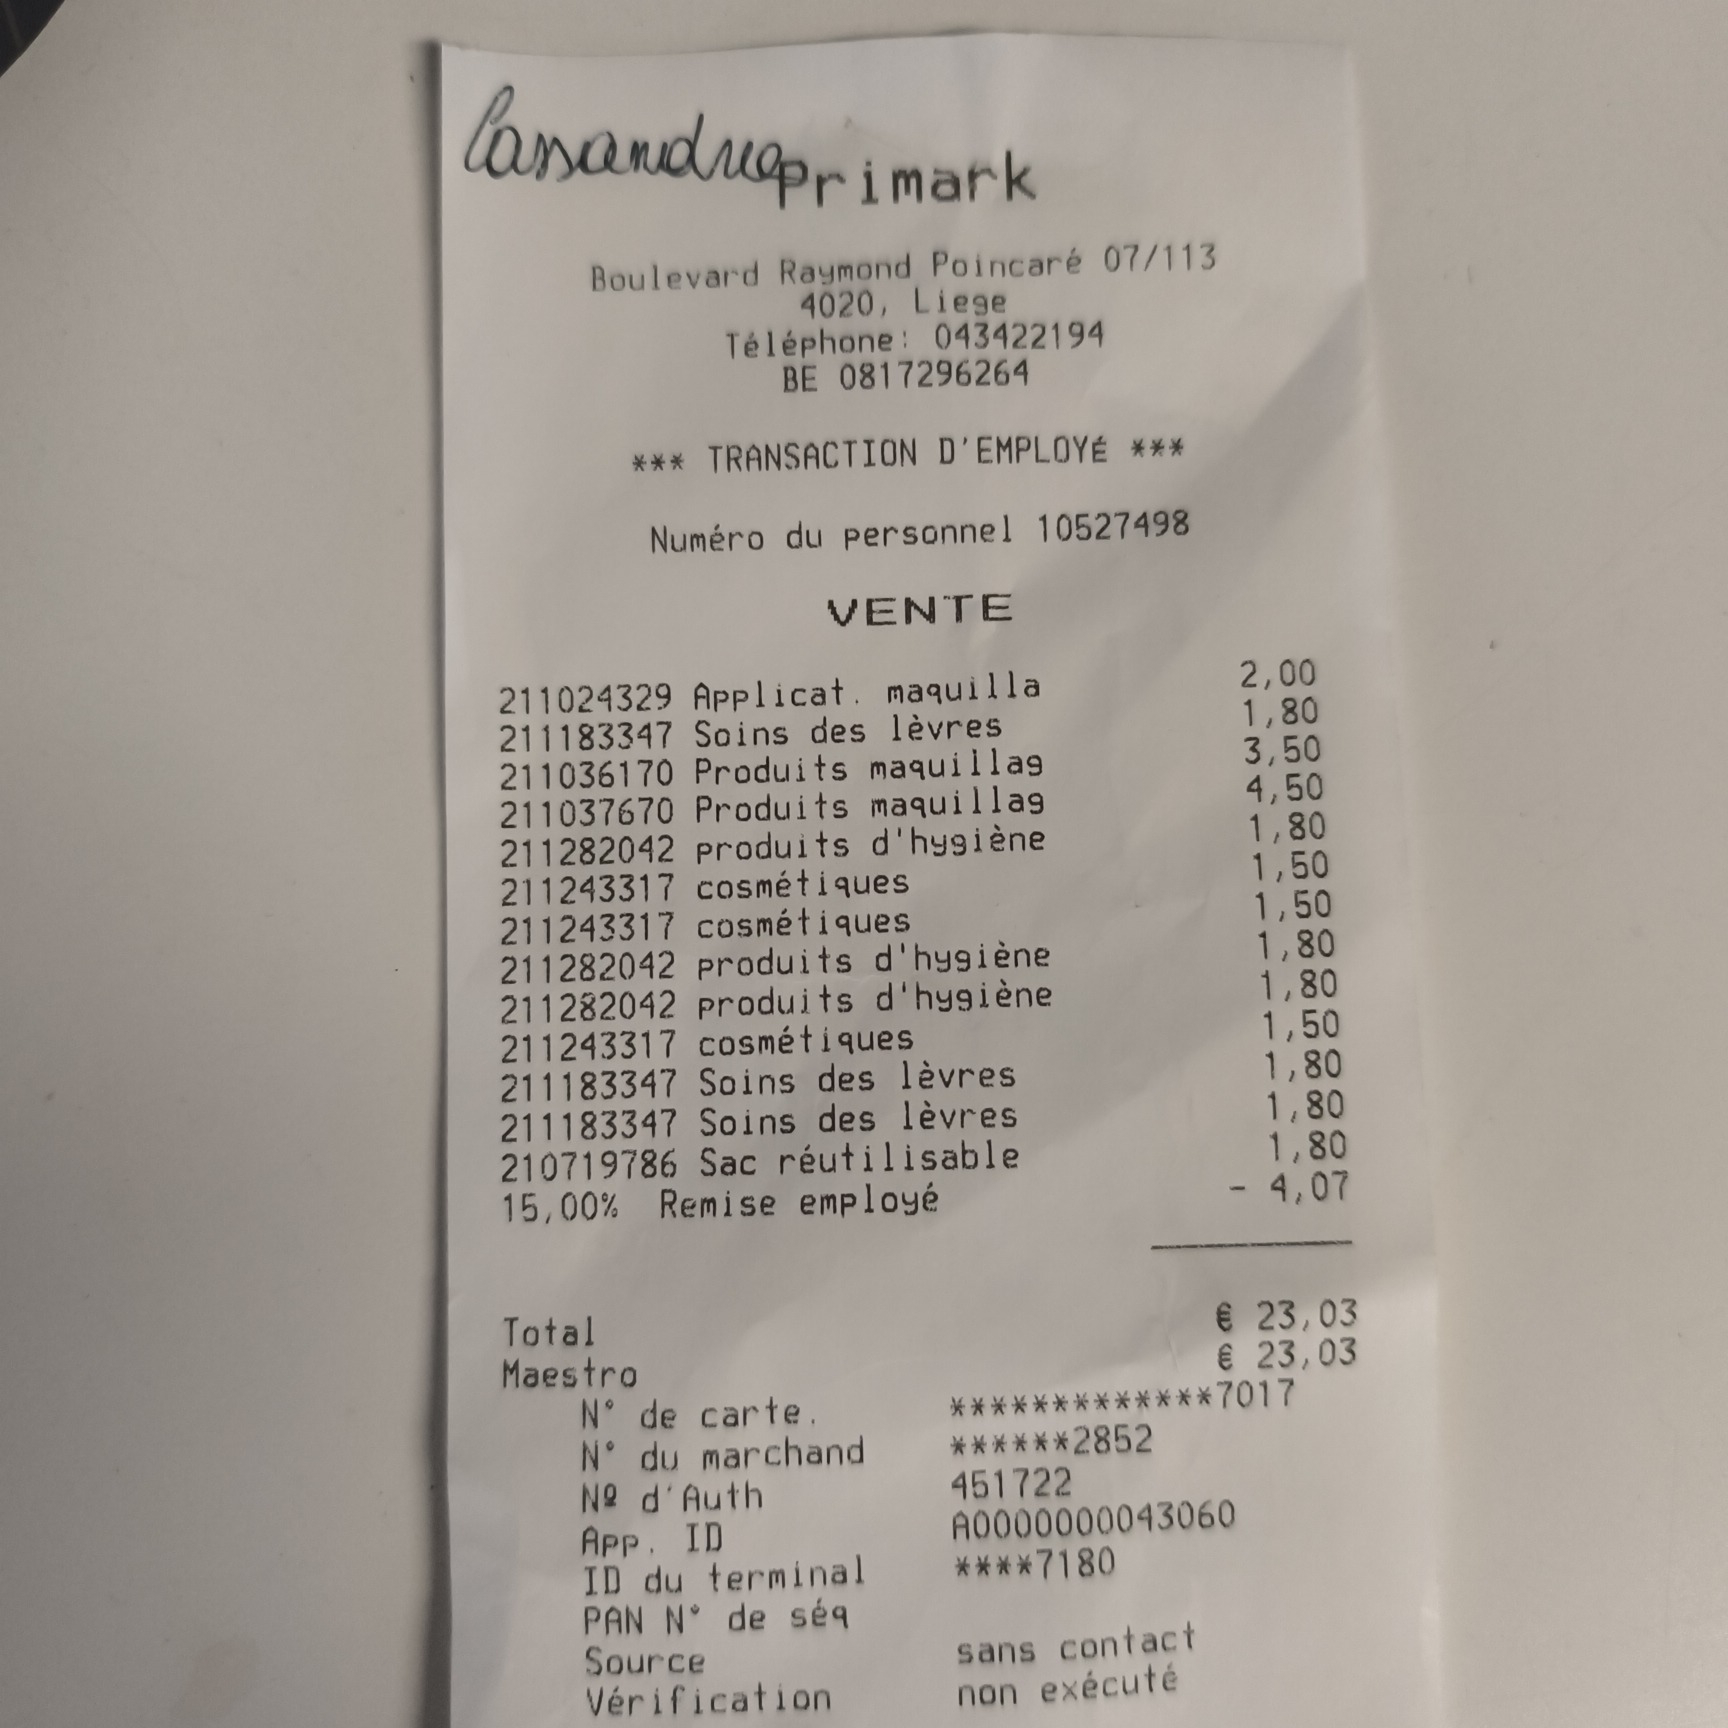 Cassandre Primark
Boulevard Raymond Poincaré 07/113
4020, Liege
Téléphone: 043422194
BE 0817296264
*** TRANSACTION D'EMPLOYÉ ***
Numéro du personnel 10527498
VENTE
211024329 Applicat. maquilla 2,00
211183347 Soins des lèvres 1,80
211036170 Produits maquillag 3,50
211037670 Produits maquillag 4,50
211282042 produits d'hygiène 1,80
211243317 cosmétiques 1,50
211243317 cosmétiques 1,50
211282042 produits d'hygiène 1,80
211282042 produits d'hygiène 1,80
211243317 cosmétiques 1,50
211183347 Soins des lèvres 1,80
211183347 Soins des lèvres 1,80
210719786 Sac réutilisable 1,80
15,00% Remise employé - 4,07
Total € 23,03
Maestro € 23,03
N° de carte. *************7017
N° du marchand ******2852
Nº d'Auth 451722
App. ID A0000000043060
ID du terminal ****7180
PAN N° de séq
Source sans contact
Vérification non exécuté